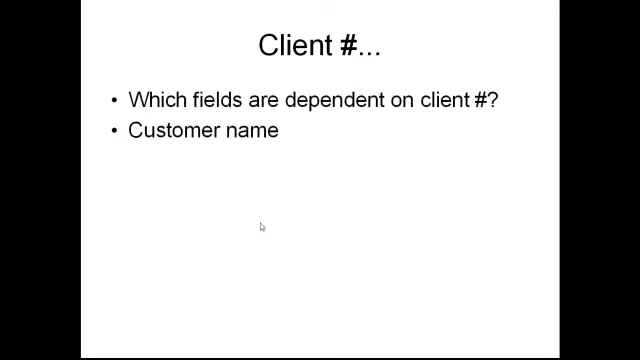 Client #...
• Which fields are dependent on client #?
• Customer name